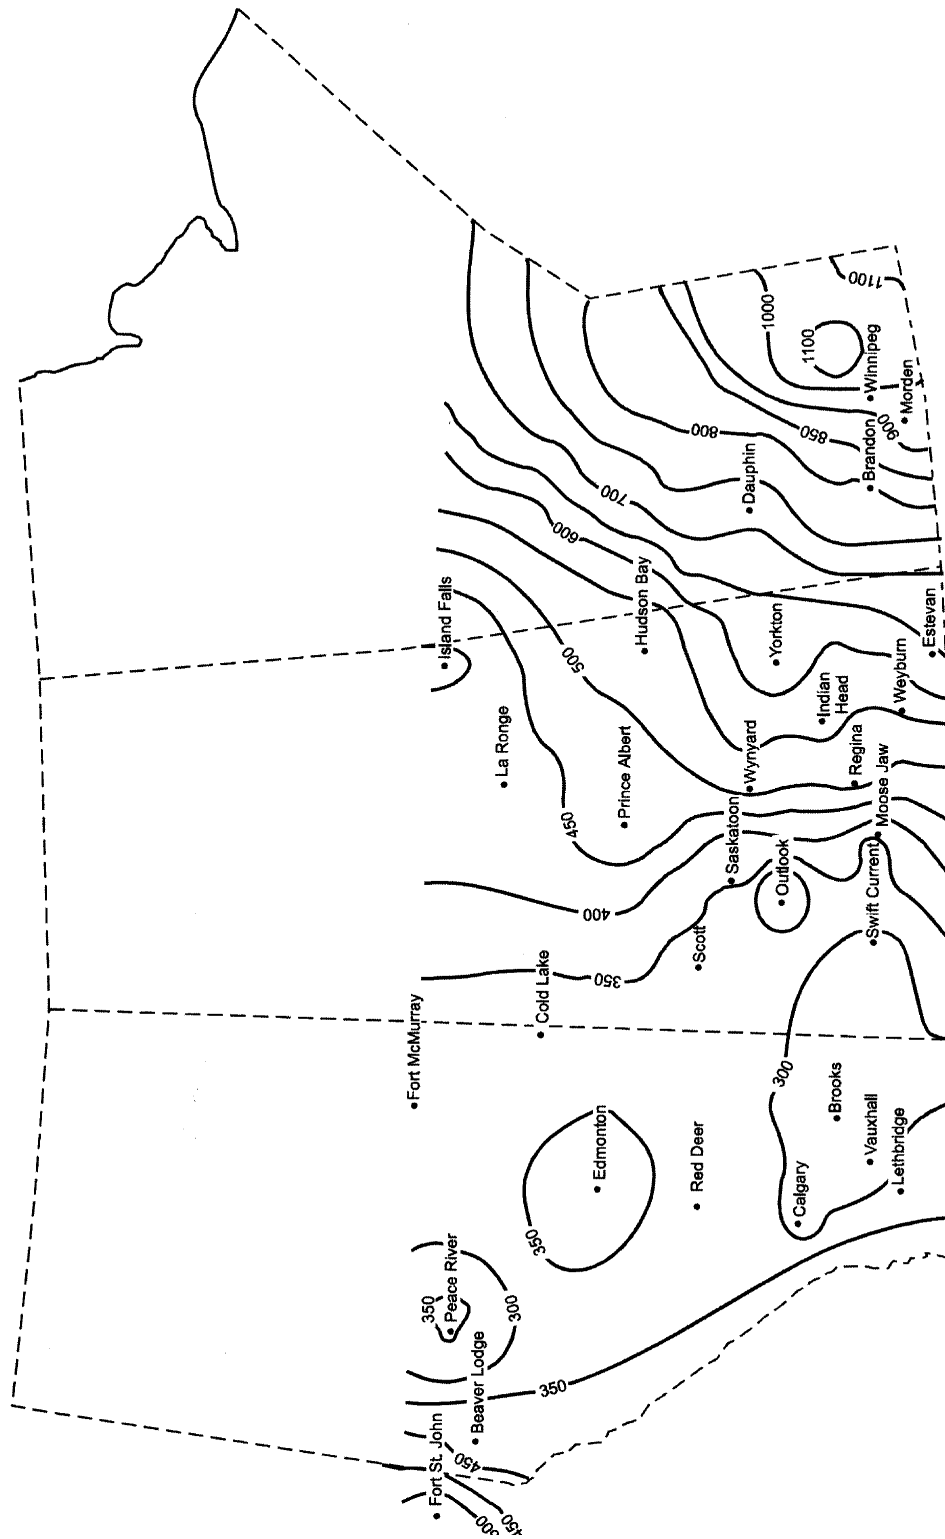 1100
1000
1100
Winnipeg
Morden
900
850
Brandon
800
Dauphin
700
600
Hudson Bay
Island Falls
500
Yorkton
Estevan
Weyburn
Indian
Head
La Ronge
Prince Albert
Wynyard
Regina
Moose Jaw
450
Saskatoon
Outlook
400
Swift Current
Scott
350
Cold Lake
Fort McMurray
300
Brooks
Vauxhall
Lethbridge
Edmonton
Red Deer
Calgary
350
Peace River
350
300
Beaver Lodge
350
Fort St. John
450
450